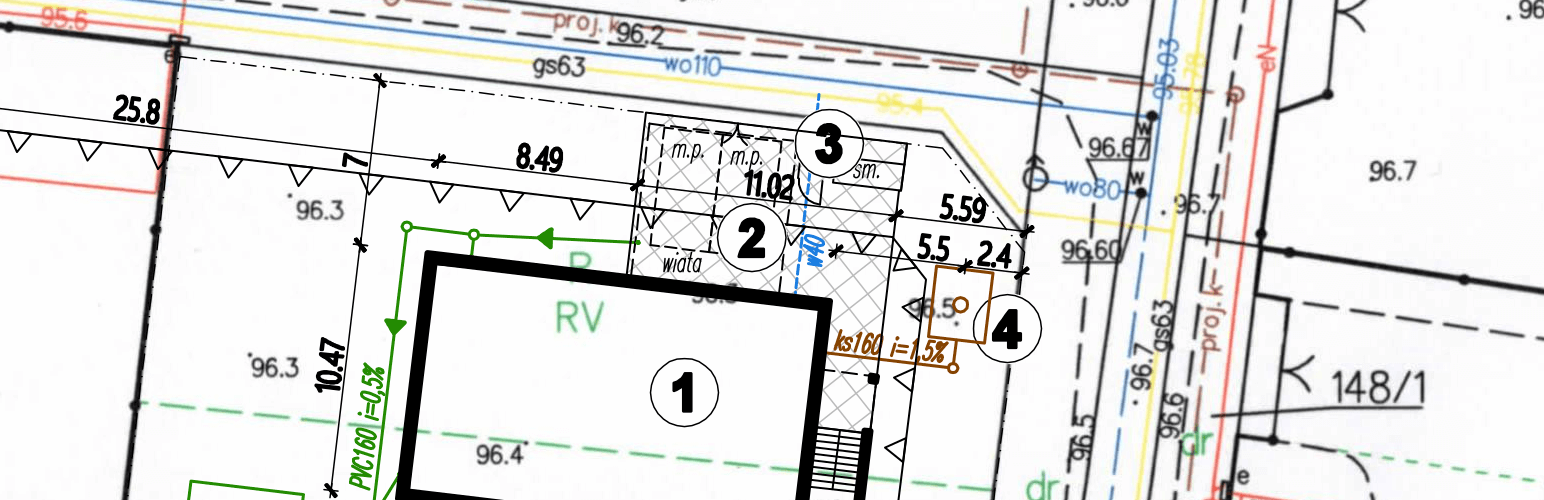 95.6
proj.k
96.2
gs63
wo110
95.4
95.03
95.78
eN
25.8
7
8.49
m.p.
m.p.
3
sm.
11.02
5.59
w
96.67
w
wo80
96.7
96.60
96.7
96.3
2
wiata
w40
5.5
2.4
R
RV
96.5
4
ks160 i=1,5%
1
10.47
96.3
PVC160 i=0,5%
96.4
gs63
proj.k
96.7
96.6
96.5
148/1
dr
dr
e
e